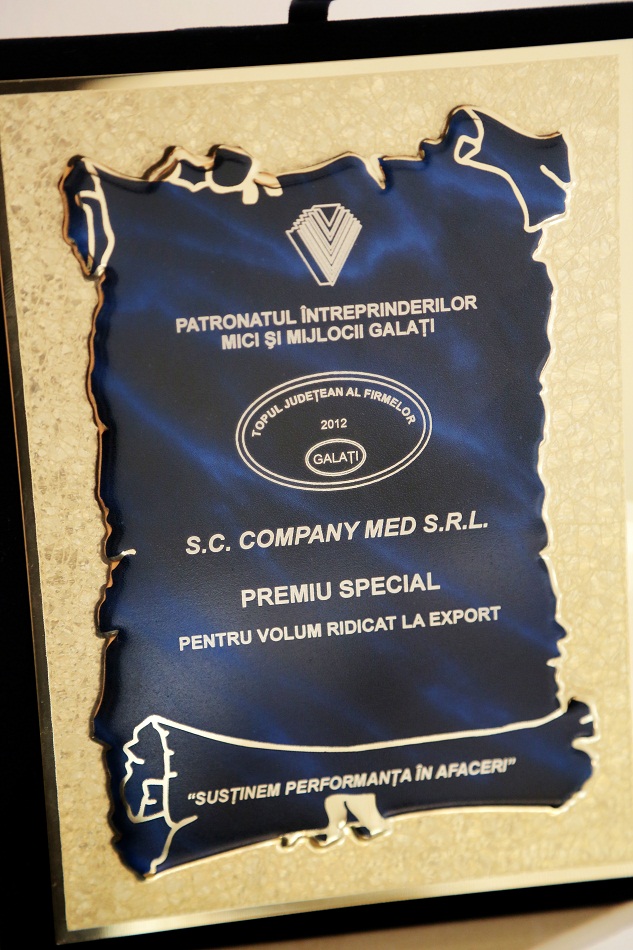 PATRONATUL ÎNTREPRINDERILOR
MICI ŞI MIJLOCII GALAŢI
TOPUL JUDEŢEAN AL FIRMELOR
2012
GALAŢI
S.C. COMPANY MED S.R.L.
PREMIU SPECIAL
PENTRU VOLUM RIDICAT LA EXPORT
“SUSŢINEM PERFORMANŢA ÎN AFACERI”